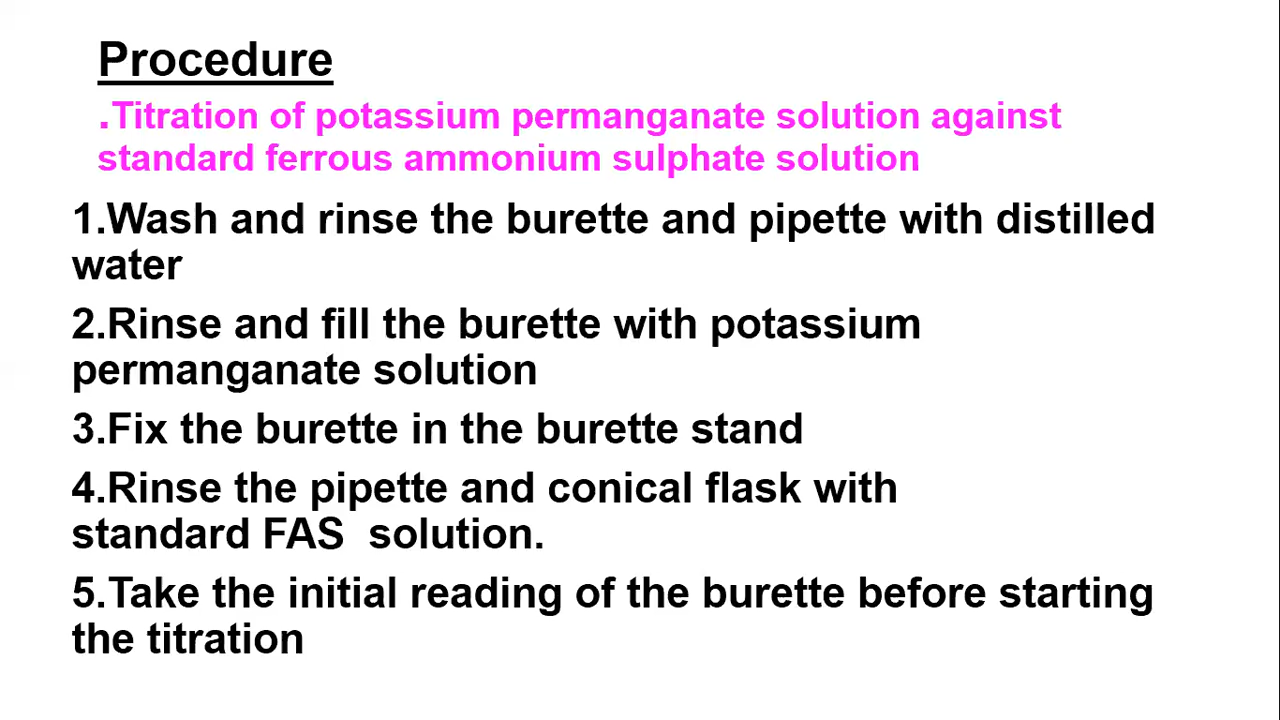 Procedure
.Titration of potassium permanganate solution against
standard ferrous ammonium sulphate solution
1.Wash and rinse the burette and pipette with distilled
water
2.Rinse and fill the burette with potassium
permanganate solution
3.Fix the burette in the burette stand
4.Rinse the pipette and conical flask with
standard FAS  solution.
5.Take the initial reading of the burette before starting
the titration